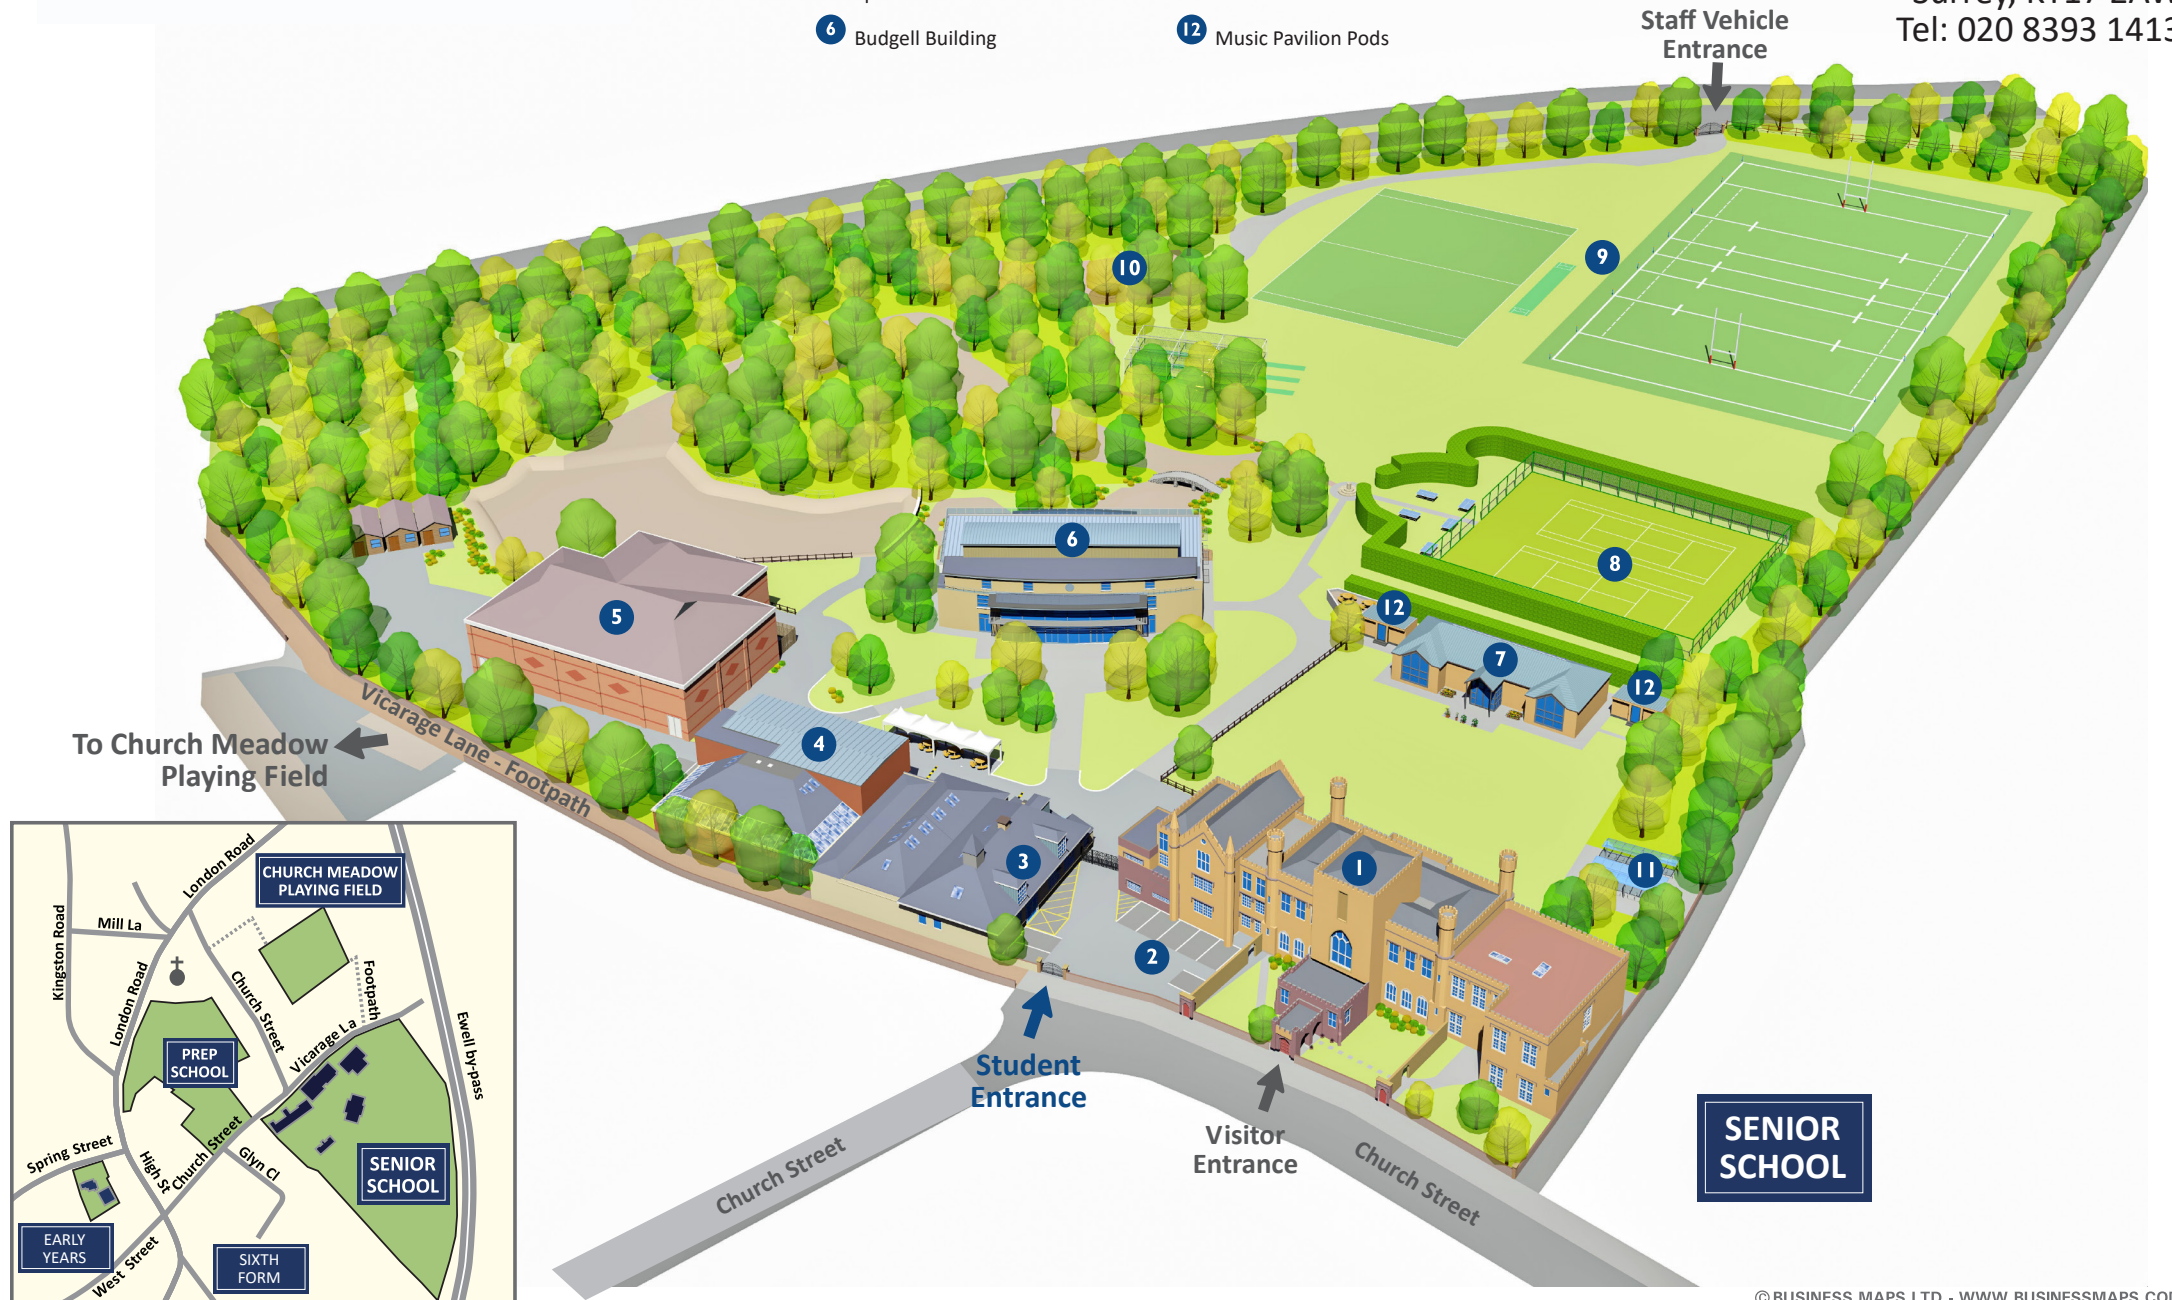 6 Budgell Building
12 Music Pavilion Pods
Staff Vehicle
Entrance
Tel: 020 8393 1413
10
9
6
5
8
12
7
12
4
3
1
11
2
To Church Meadow
Playing Field
Vicarage Lane - Footpath
Student
Entrance
Visitor
Entrance
Church Street
Church Street
SENIOR
SCHOOL
London Road
CHURCH MEADOW
PLAYING FIELD
Kingston Road
Mill La
London Road
Church Street
Footpath
Vicarage La
Ewell by-pass
PREP
SCHOOL
Spring Street
High St
Church Street
Glyn Cl
SENIOR
SCHOOL
EARLY
YEARS
West Street
SIXTH
FORM
© BUSINESS MAPS LTD - WWW.BUSINESSMAPS.CO